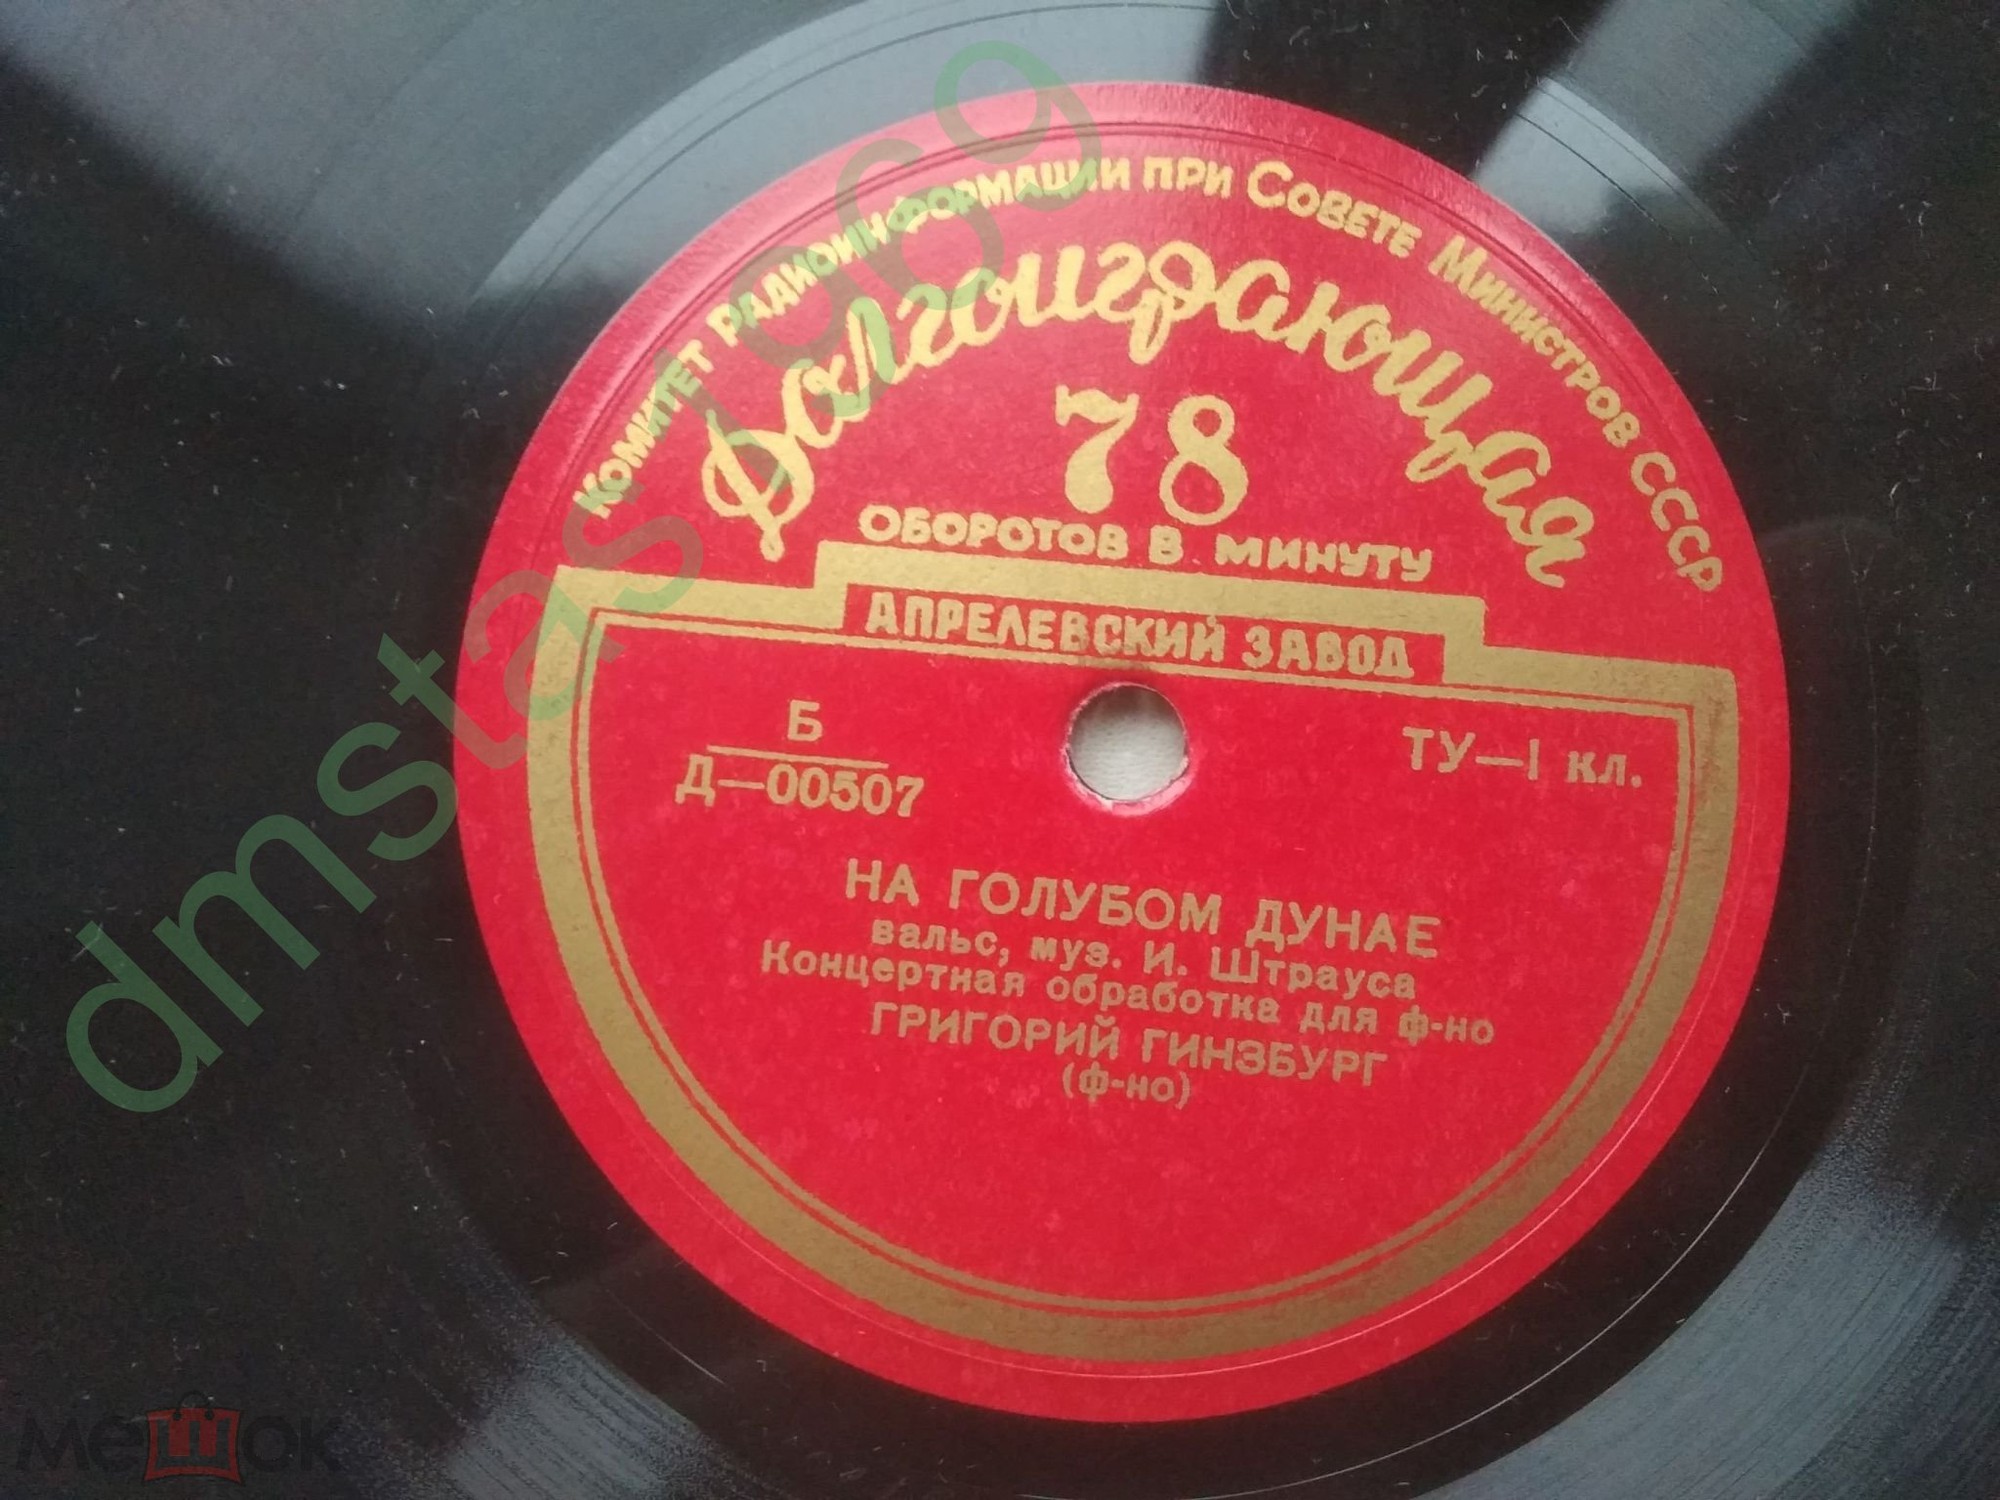 Комитет Радиоинформации при Совете Министров СССР
Долгоиграющая
78
оборотов в минуту
АПРЕЛЕВСКИЙ ЗАВОД
Б
Д—00507
ТУ—I кл.
НА ГОЛУБОМ ДУНАЕ
вальс, муз. И. Штрауса
Концертная обработка для ф-но
ГРИГОРИЙ ГИНЗБУРГ
(ф-но)
dmstas1969
мешок